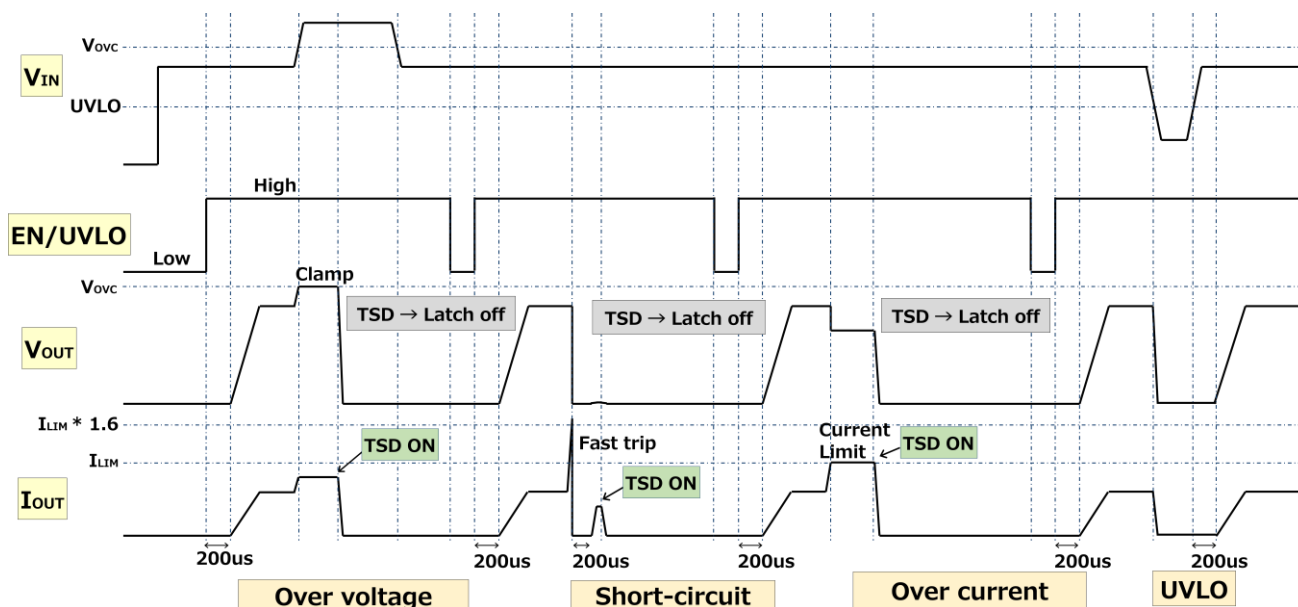 VOVC
VIN
UVLO
High
EN/UVLO
Low
Clamp
VOVC
TSD → Latch off
TSD → Latch off
TSD → Latch off
VOUT
ILIM * 1.6
TSD ON
Fast trip
Current
Limit
TSD ON
ILIM
TSD ON
IOUT
200us
200us
200us
200us
200us
200us
Over voltage
Short-circuit
Over current
UVLO